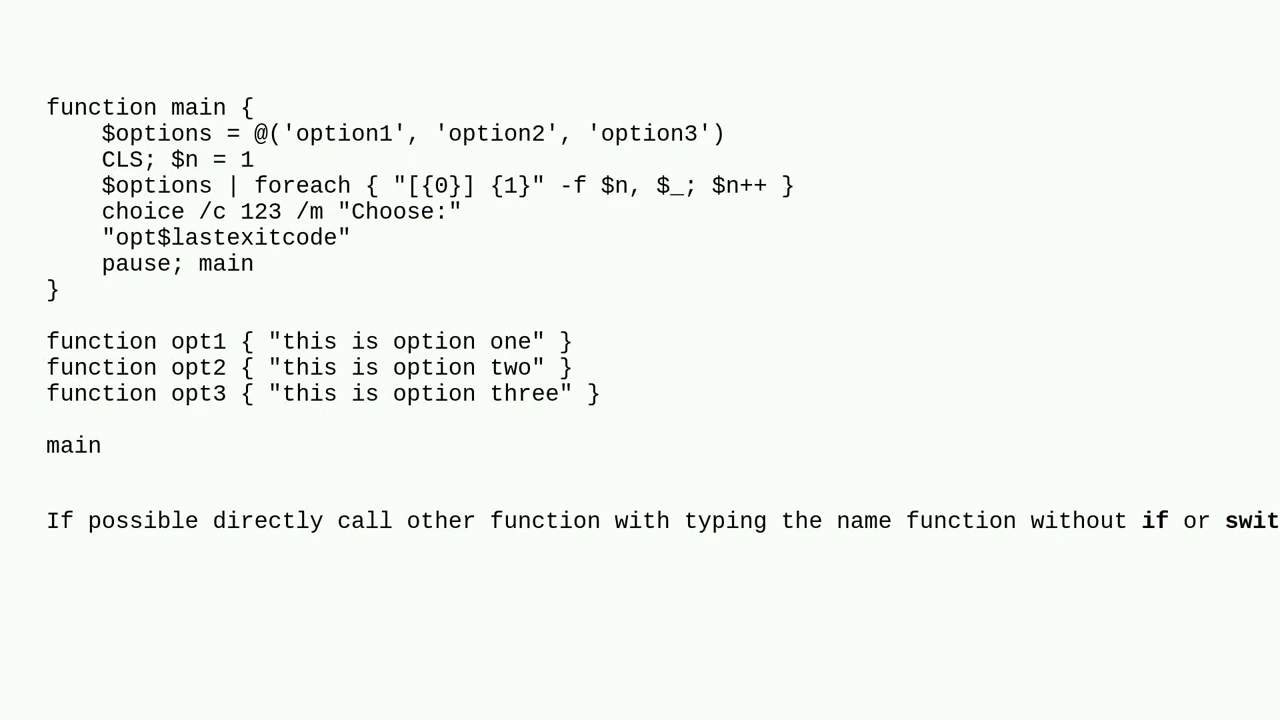 function main {
    $options = @('option1', 'option2', 'option3')
    CLS; $n = 1
    $options | foreach { "[{0}] {1}" -f $n, $_; $n++ }
    choice /c 123 /m "Choose:"
    "opt$lastexitcode"
    pause; main
}
function opt1 { "this is option one" }
function opt2 { "this is option two" }
function opt3 { "this is option three" }
main
If possible directly call other function with typing the name function without if or swit